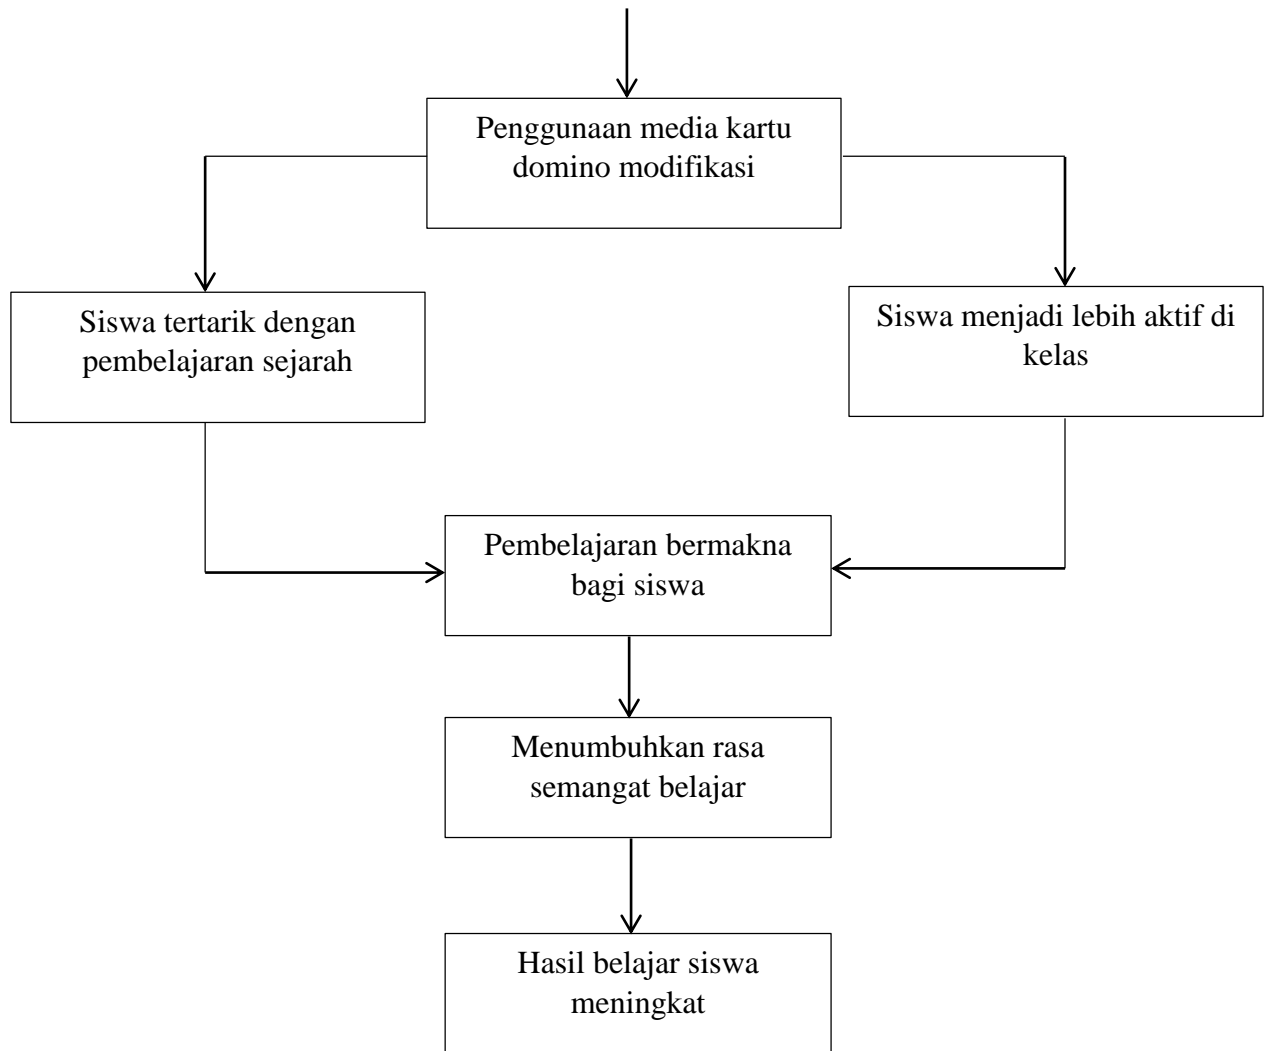 Penggunaan media kartu
domino modifikasi
Siswa tertarik dengan
pembelajaran sejarah
Siswa menjadi lebih aktif di
kelas
Pembelajaran bermakna
bagi siswa
Menumbuhkan rasa
semangat belajar
Hasil belajar siswa
meningkat